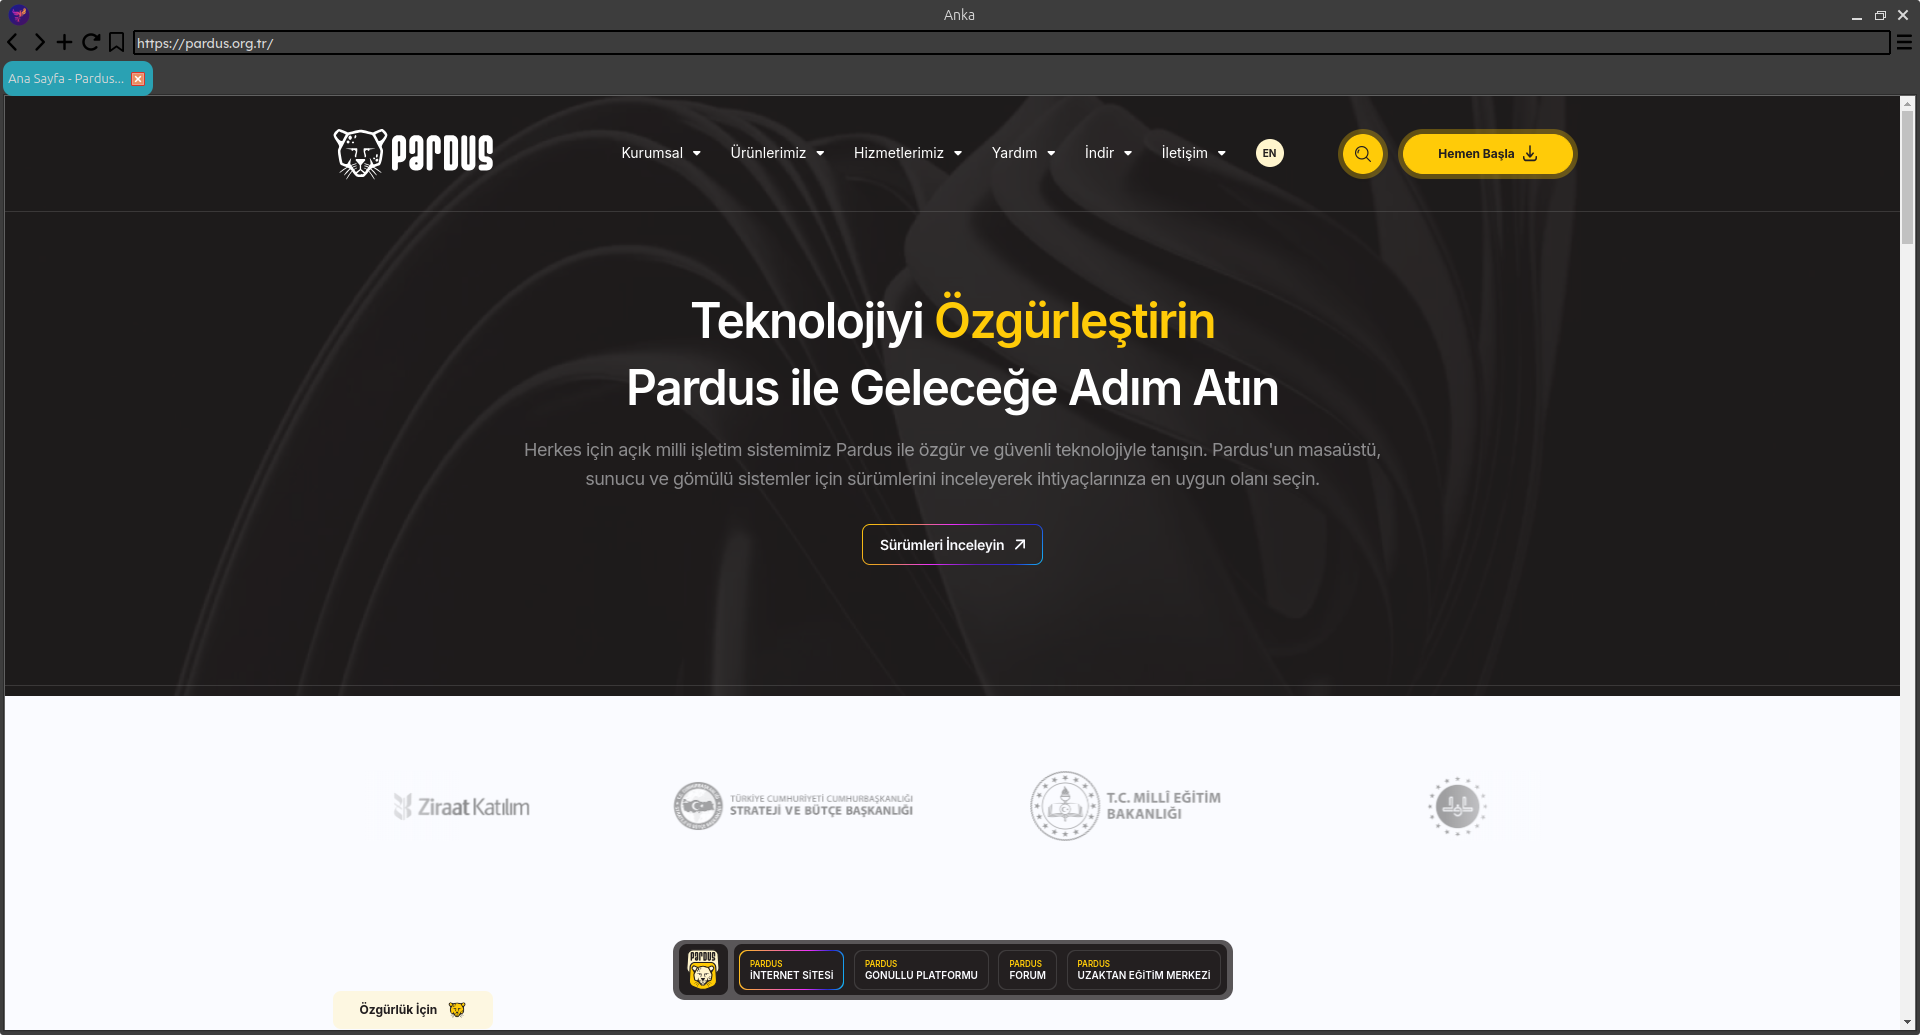 Anka
https://pardus.org.tr/
Ana Sayfa - Pardus...
PARDUS
Kurumsal
Ürünlerimiz
Hizmetlerimiz
Yardım
İndir
İletişim
EN
Hemen Başla
Teknolojiyi Özgürleştirin
Pardus ile Geleceğe Adım Atın
Herkes için açık milli işletim sistemimiz Pardus ile özgür ve güvenli teknolojiyle tanışın. Pardus'un masaüstü,
sunucu ve gömülü sistemler için sürümlerini inceleyerek ihtiyaçlarınıza en uygun olanı seçin.
Sürümleri İnceleyin
Ziraat Katılım
TÜRKİYE CUMHURİYETİ CUMHURBAŞKANLIĞI
STRATEJİ VE BÜTÇE BAŞKANLIĞI
T.C. MİLLÎ EĞİTİM
BAKANLIĞI
PARDUS
PARDUS
İNTERNET SİTESİ
PARDUS
GÖNÜLLÜ PLATFORMU
PARDUS
FORUM
PARDUS
UZAKTAN EĞİTİM MERKEZİ
Özgürlük İçin